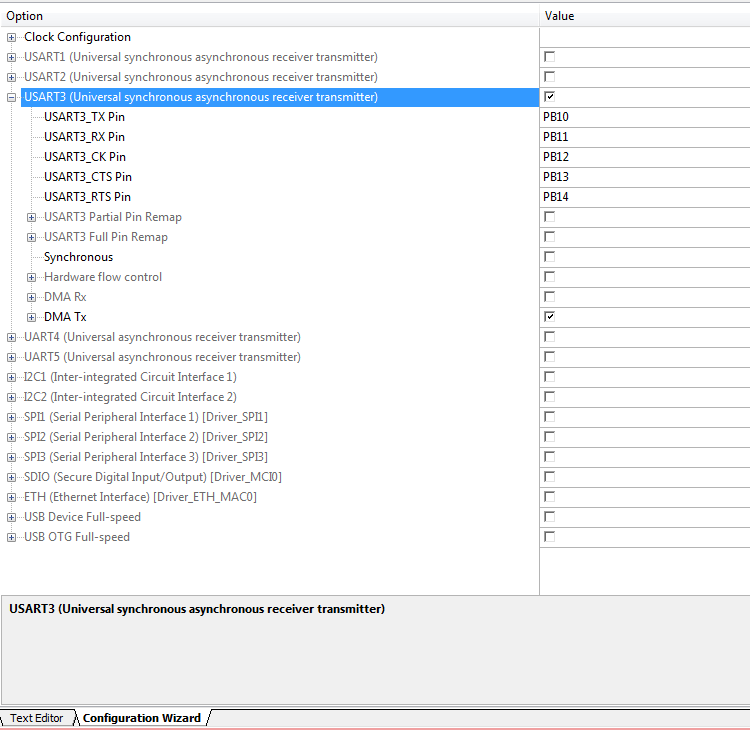 Option Value
Clock Configuration
USART1 (Universal synchronous asynchronous receiver transmitter)
USART2 (Universal synchronous asynchronous receiver transmitter)
USART3 (Universal synchronous asynchronous receiver transmitter)
USART3_TX Pin PB10
USART3_RX Pin PB11
USART3_CK Pin PB12
USART3_CTS Pin PB13
USART3_RTS Pin PB14
USART3 Partial Pin Remap
USART3 Full Pin Remap
Synchronous
Hardware flow control
DMA Rx
DMA Tx
UART4 (Universal asynchronous receiver transmitter)
UART5 (Universal asynchronous receiver transmitter)
I2C1 (Inter-integrated Circuit Interface 1)
I2C2 (Inter-integrated Circuit Interface 2)
SPI1 (Serial Peripheral Interface 1) [Driver_SPI1]
SPI2 (Serial Peripheral Interface 2) [Driver_SPI2]
SPI3 (Serial Peripheral Interface 3) [Driver_SPI3]
SDIO (Secure Digital Input/Output) [Driver_MCI0]
ETH (Ethernet Interface) [Driver_ETH_MAC0]
USB Device Full-speed
USB OTG Full-speed
USART3 (Universal synchronous asynchronous receiver transmitter)
Text Editor Configuration Wizard